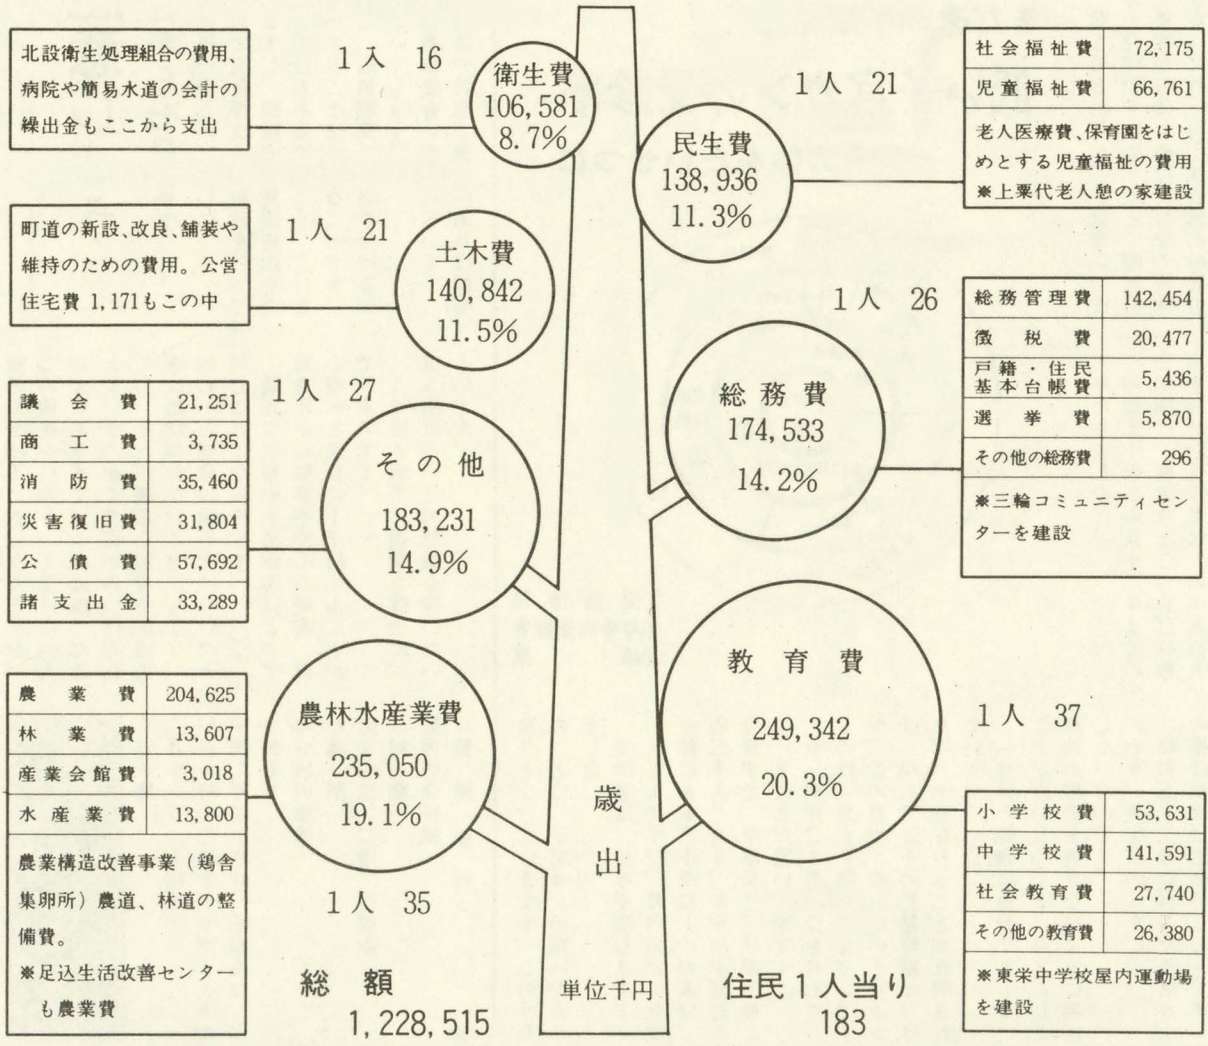 北設衛生処理組合の費用、
病院や簡易水道の会計の
繰出金もここから支出
1入 16
衛生費
106,581
8.7%
1人 21
民生費
138,936
11.3%
社会福祉費 72,175
児童福祉費 66,761
老人医療費、保育園をはじ
めとする児童福祉の費用
※上粟代老人憩の家建設
町道の新設、改良、舗装や
維持のための費用。公営
住宅費 1,171もこの中
1人 21
土木費
140,842
11.5%
1人 26
総務費
174,533
14.2%
総務管理費 142,454
徴税費 20,477
戸籍・住民
基本台帳費 5,436
選挙費 5,870
その他の総務費 296
※三輪コミュニティセン
ターを建設
議会費 21,251
商工費 3,735
消防費 35,460
災害復旧費 31,804
公債費 57,692
諸支出金 33,289
1人 27
その他
183,231
14.9%
教育費
249,342
20.3%
1人 37
小学校費 53,631
中学校費 141,591
社会教育費 27,740
その他の教育費 26,380
※東栄中学校屋内運動場
を建設
農業費 204,625
林業費 13,607
産業会館費 3,018
水産業費 13,800
農業構造改善事業（鶏舎
集卵所）農道、林道の整
備費。
※足込生活改善センター
も農業費
農林水産業費
235,050
19.1%
1人 35
歳
出
総額
1,228,515
単位千円
住民1人当り
183